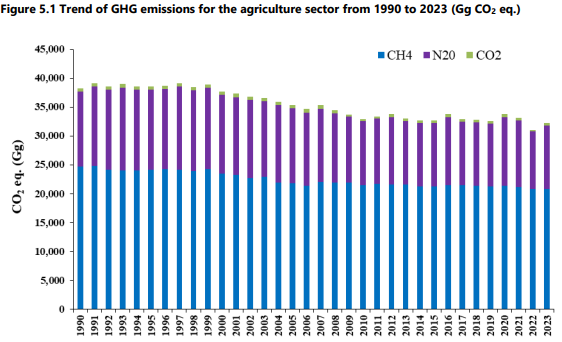 Figure 5.1 Trend of GHG emissions for the agriculture sector from 1990 to 2023 (Gg CO₂ eq.)
CH4 N20 CO2
CO₂ eq. (Gg)
45,000
40,000
35,000
30,000
25,000
20,000
15,000
10,000
5,000
0
1990 1991 1992 1993 1994 1995 1996 1997 1998 1999 2000 2001 2002 2003 2004 2005 2006 2007 2008 2009 2010 2011 2012 2013 2014 2015 2016 2017 2018 2019 2020 2021 2022 2023